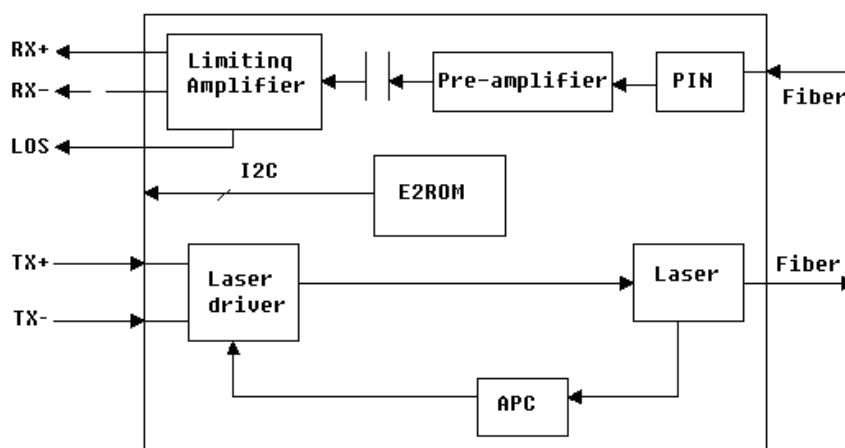 RX+
RX-
LOS
Limiting
Amplifier
Pre-amplifier
PIN
Fiber
I2C
E2ROM
TX+
TX-
Laser
driver
Laser
Fiber
APC